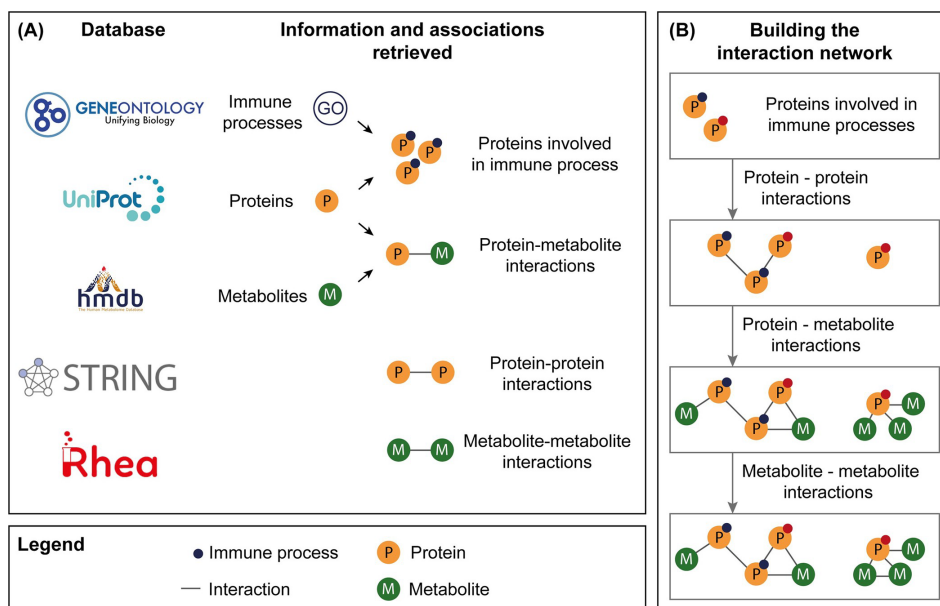 (A)
Database
Information and associations
retrieved
GENEONTOLOGY
Unifying Biology
Immune
processes
GO
P
P
P
Proteins involved
in immune process
UniProt
Proteins
P
P
M
Protein-metabolite
interactions
hmdb
The Human Metabolome Database
Metabolites
M
STRING
P
P
Protein-protein
interactions
Rhea
M
M
Metabolite-metabolite
interactions
Legend
Immune process
P
Protein
Interaction
M
Metabolite
(B)
Building the
interaction network
P
P
Proteins involved in
immune processes
Protein - protein
interactions
P
P
P
P
Protein - metabolite
interactions
P
P
P
M
M
P
M
M
M
Metabolite - metabolite
interactions
P
P
P
M
M
P
M
M
M